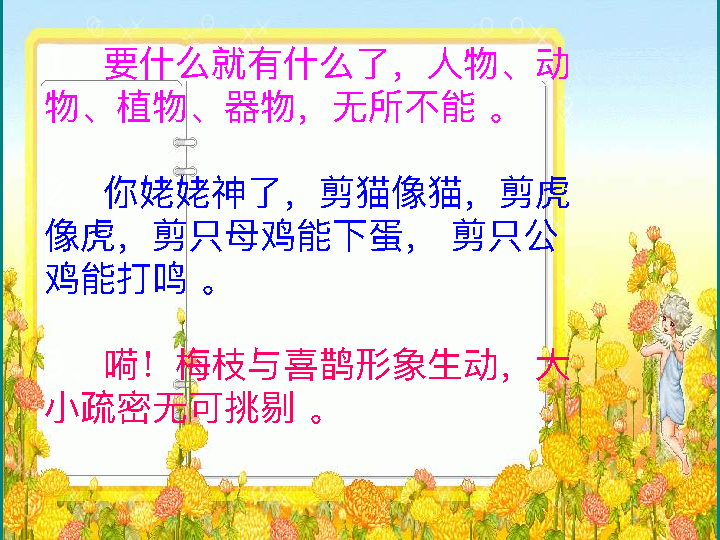 要什么就有什么了，人物、动
物、植物、器物，无所不能 。
你姥姥神了，剪猫像猫，剪虎
像虎，剪只母鸡能下蛋， 剪只公
鸡能打鸣 。
嗬！梅枝与喜鹊形象生动，大
小疏密无可挑剔 。